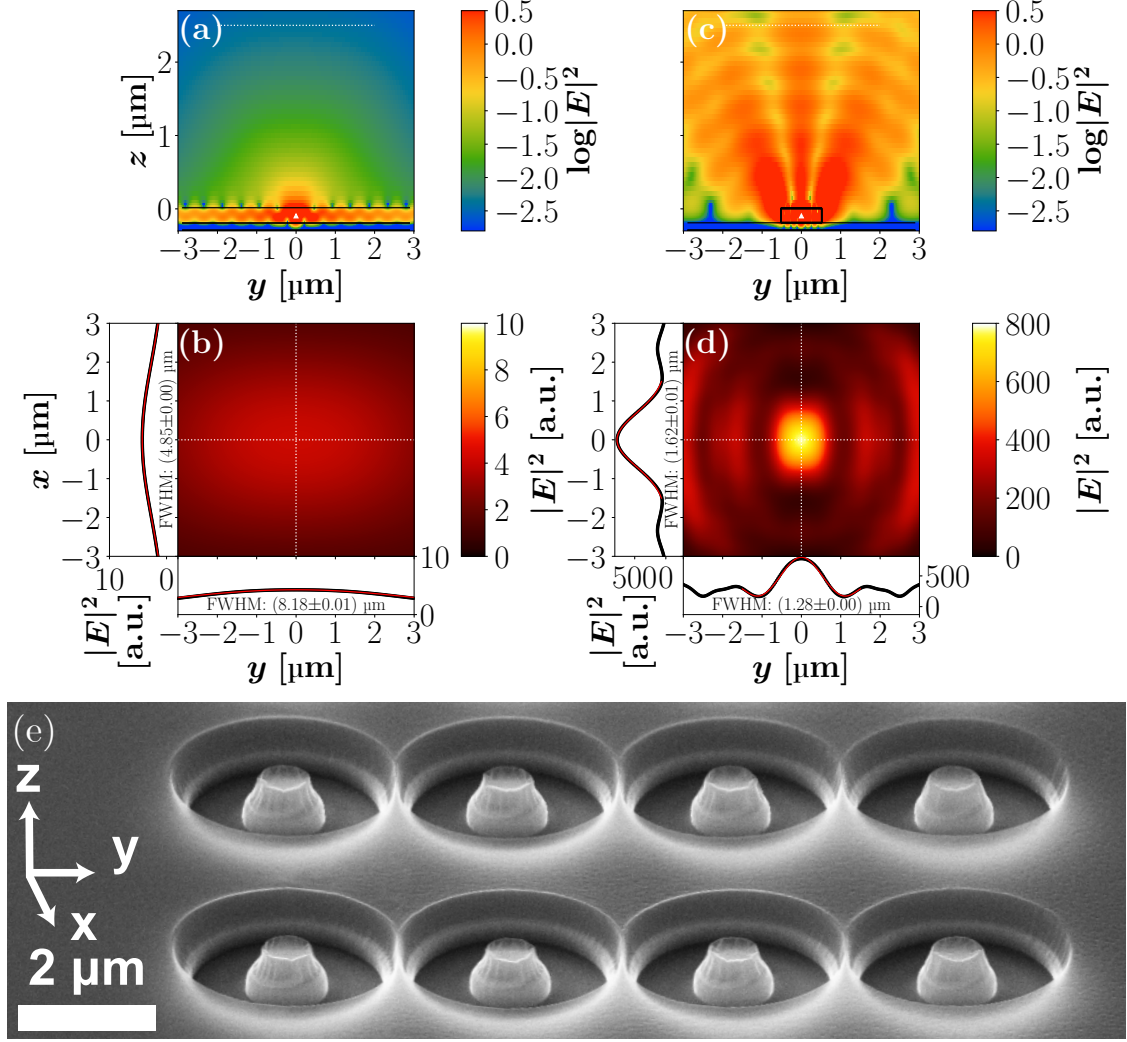 (a)
2
1
0
z [µm]
−3 −2 −1 0 1 2 3
y [µm]
0.5
0.0
−0.5
−1.0
−1.5
−2.0
−2.5
log|E|²
(c)
−3 −2 −1 0 1 2 3
y [µm]
0.5
0.0
−0.5
−1.0
−1.5
−2.0
−2.5
log|E|²
(b)
3
2
1
0
−1
−2
−3
x [µm]
FWHM: (4.85±0.00) µm
10 0
|E|²
[a.u.]
FWHM: (8.18±0.01) µm
10
0
−3 −2 −1 0 1 2 3
y [µm]
10
8
6
4
2
0
|E|² [a.u.]
(d)
3
2
1
0
−1
−2
−3
FWHM: (1.62±0.01) µm
500 0
|E|²
[a.u.]
FWHM: (1.28±0.00) µm
500
0
−3 −2 −1 0 1 2 3
y [µm]
800
600
400
200
0
|E|² [a.u.]
(e)
z
y
x
2 µm